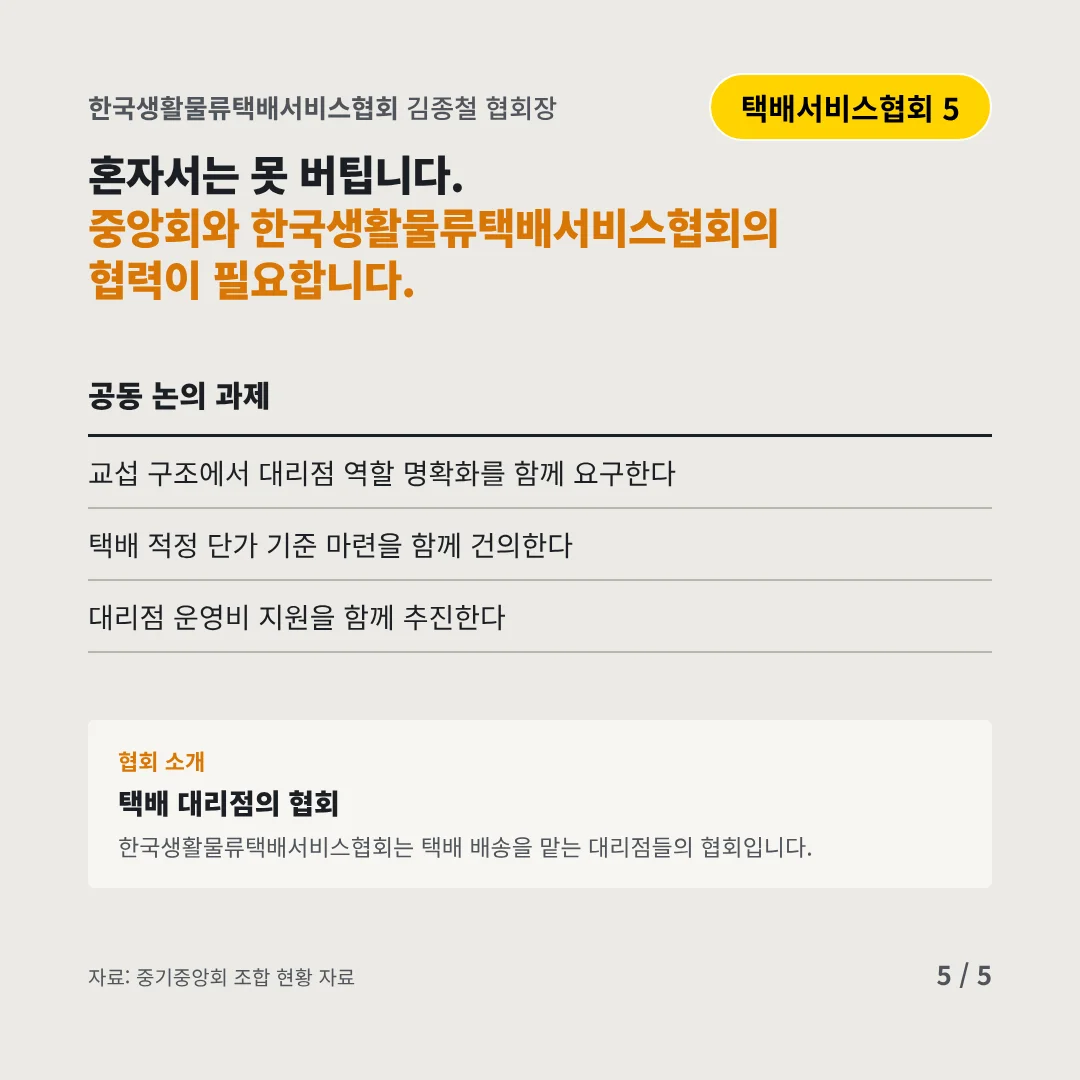 한국생활물류택배서비스협회 김종철 협회장
택배서비스협회 5
혼자서는 못 버팁니다.
중앙회와 한국생활물류택배서비스협회의
협력이 필요합니다.
공동 논의 과제
교섭 구조에서 대리점 역할 명확화를 함께 요구한다
택배 적정 단가 기준 마련을 함께 건의한다
대리점 운영비 지원을 함께 추진한다
협회 소개
택배 대리점의 협회
한국생활물류택배서비스협회는 택배 배송을 맡는 대리점들의 협회입니다.
자료: 중기중앙회 조합 현황 자료
5 / 5